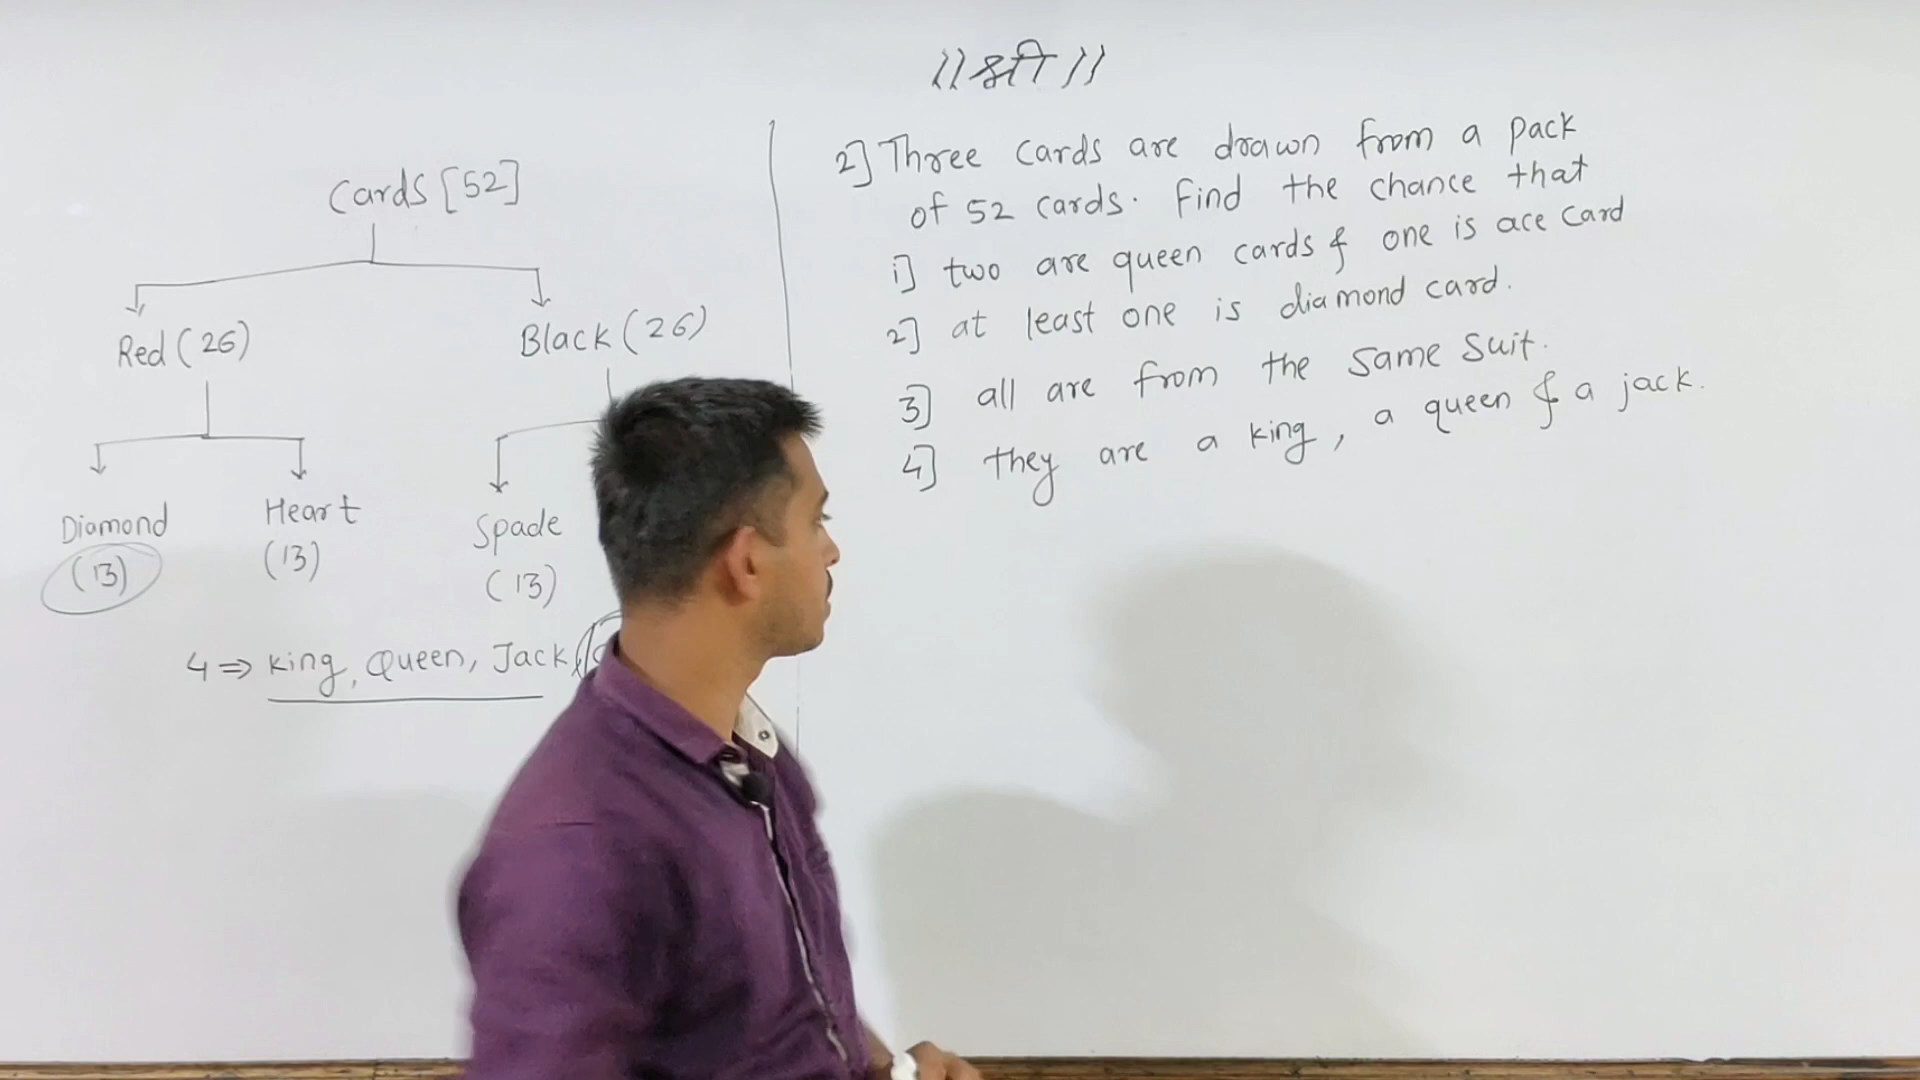 ।।श्री।।
Cards [52]
Red (26)
Black (26)
Diamond
(13)
Heart
(13)
Spade
(13)
4 ⇒ King, Queen, Jack,
2] Three cards are drawn from a pack
of 52 cards. Find the chance that
i] two are queen cards & one is ace card
2] at least one is diamond card.
3] all are from the same suit.
4] they are a king, a queen & a jack.